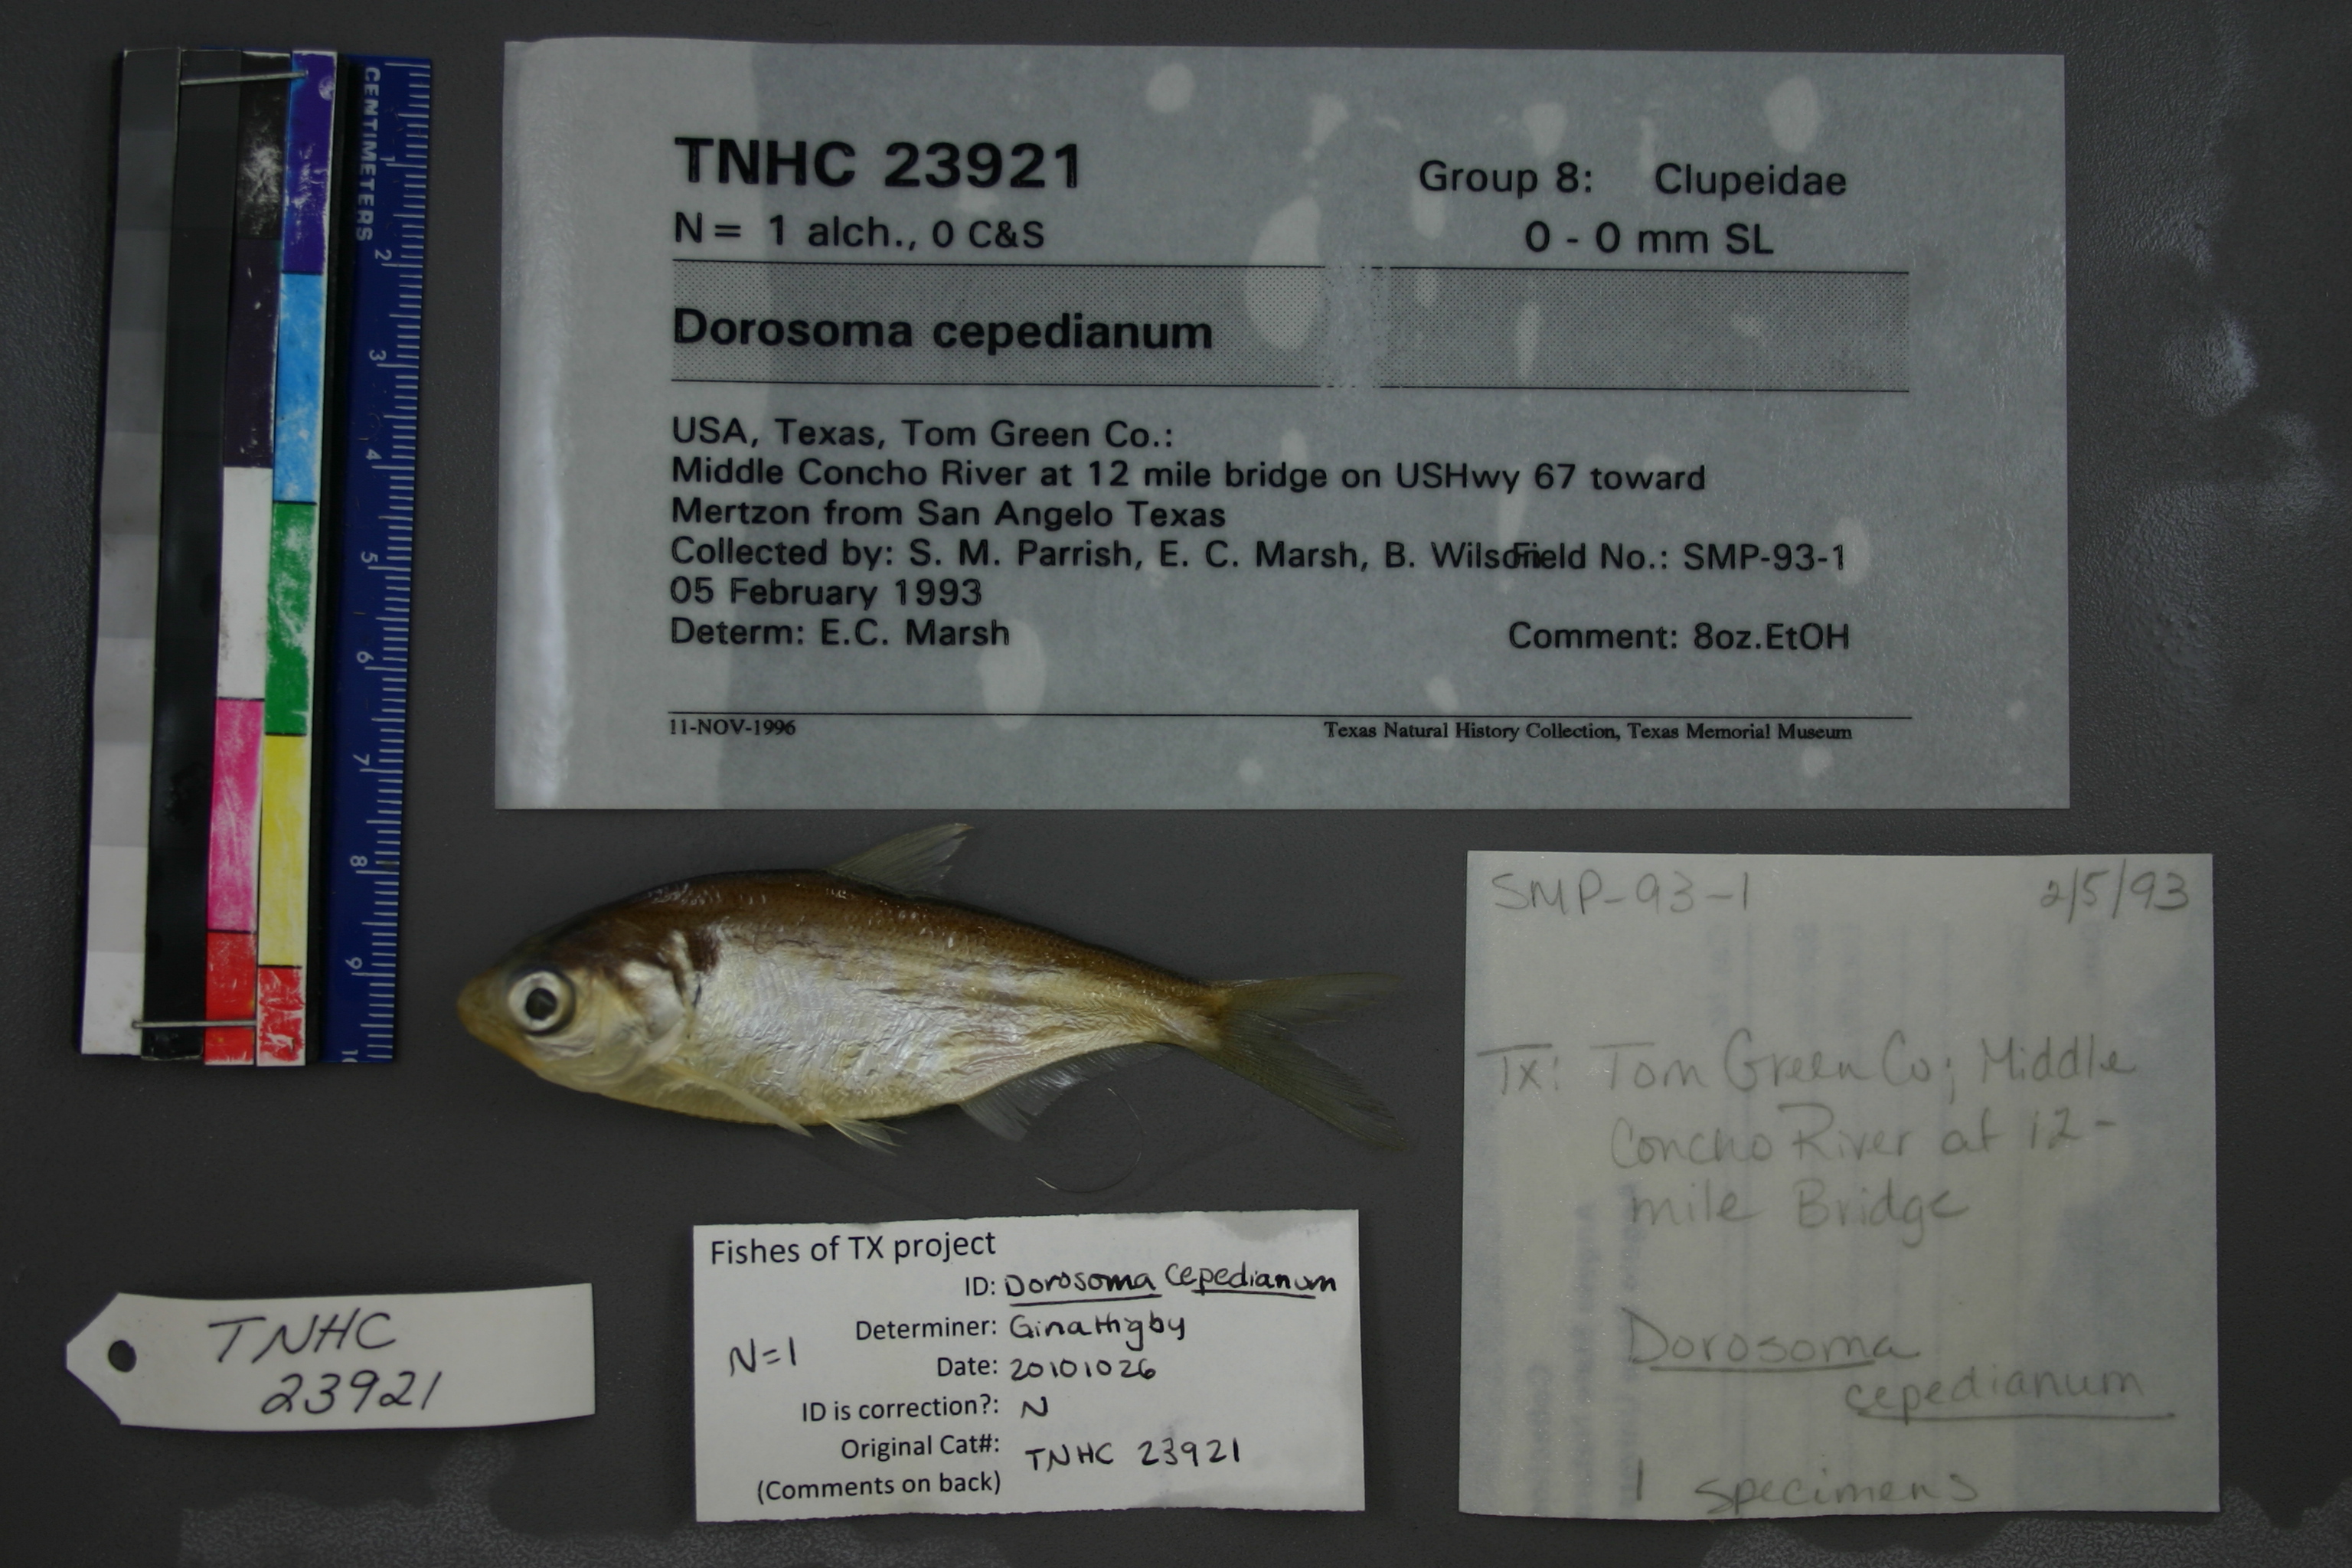 CENTIMETERS
1
2
3
4
5
6
7
8
9
TNHC 23921
Group 8: Clupeidae
N = 1 alch., 0 C&S
0 - 0 mm SL
Dorosoma cepedianum
USA, Texas, Tom Green Co.:
Middle Concho River at 12 mile bridge on USHwy 67 toward
Mertzon from San Angelo Texas
Collected by: S. M. Parrish, E. C. Marsh, B. Wilson Field No.: SMP-93-1
05 February 1993
Determ: E.C. Marsh
Comment: 8oz.EtOH
11-NOV-1996
Texas Natural History Collection, Texas Memorial Museum
SMP-93-1
2/5/93
Tx: Tom Green Co; Middle
Concho River at 12-
mile Bridge
Dorosoma
cepedianum
1 specimens
Fishes of TX project
ID: Dorosoma cepedianum
Determiner: Gina Higby
N=1
Date: 20101026
ID is correction?: N
Original Cat#: TNHC 23921
(Comments on back)
TNHC
23921